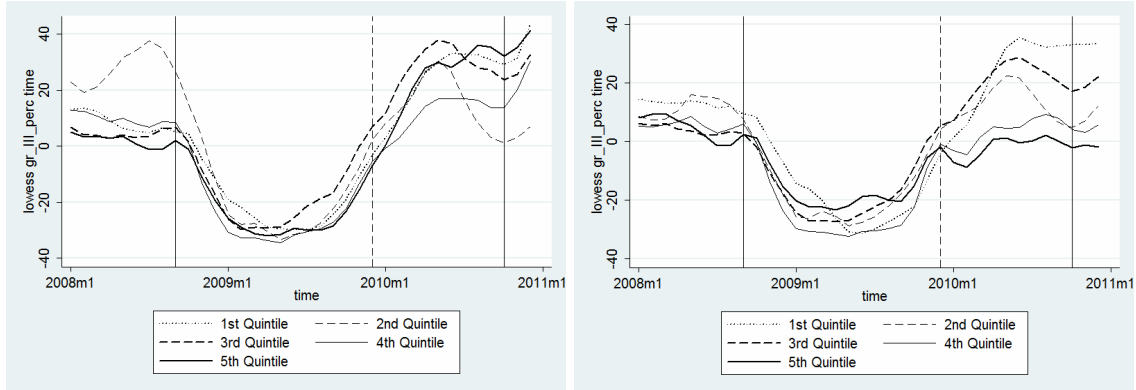 lowess gr_III_perc time
40
20
0
-20
-40
2008m1
2009m1
2010m1
2011m1
time
1st Quintile
2nd Quintile
3rd Quintile
4th Quintile
5th Quintile
lowess gr_III_perc time
40
20
0
-20
-40
2008m1
2009m1
2010m1
2011m1
time
1st Quintile
2nd Quintile
3rd Quintile
4th Quintile
5th Quintile